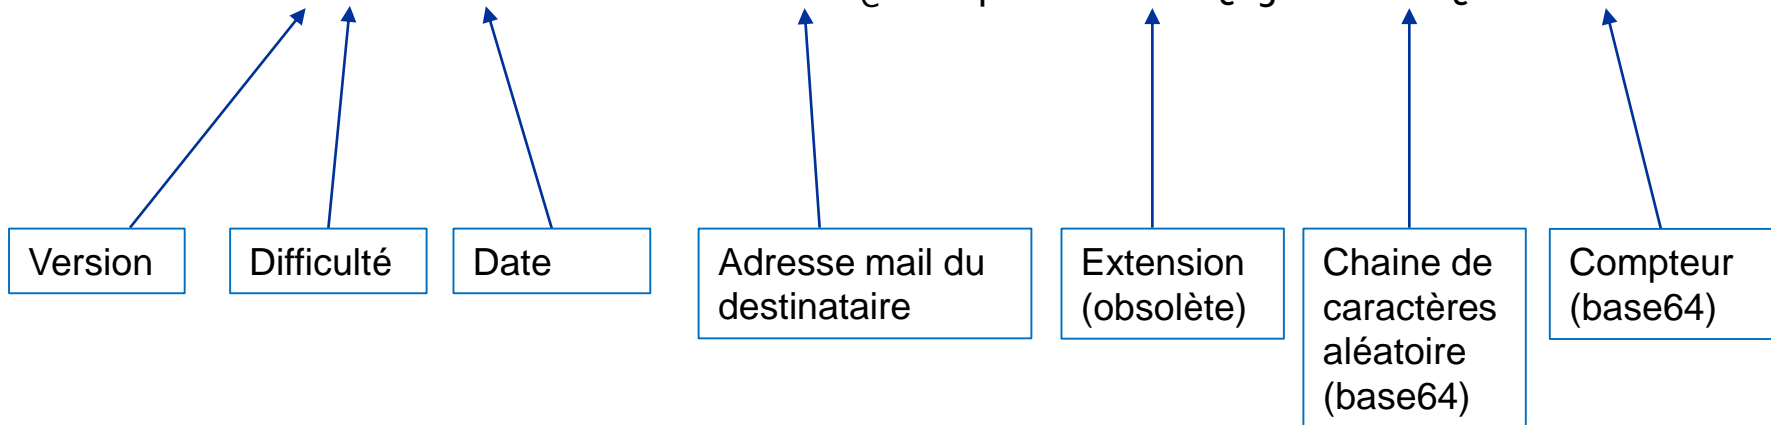 Version
Difficulté
Date
Adresse mail du
destinataire
Extension
(obsolète)
Chaine de
caractères
aléatoire
(base64)
Compteur
(base64)